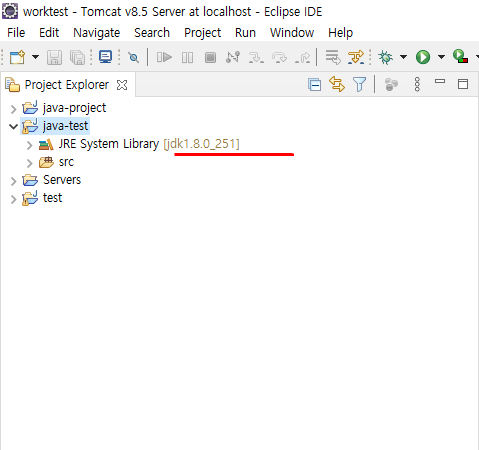 worktest - Tomcat v8.5 Server at localhost - Eclipse IDE
File Edit Navigate Search Project Run Window Help
Project Explorer
java-project
java-test
JRE System Library [jdk1.8.0_251]
src
Servers
test